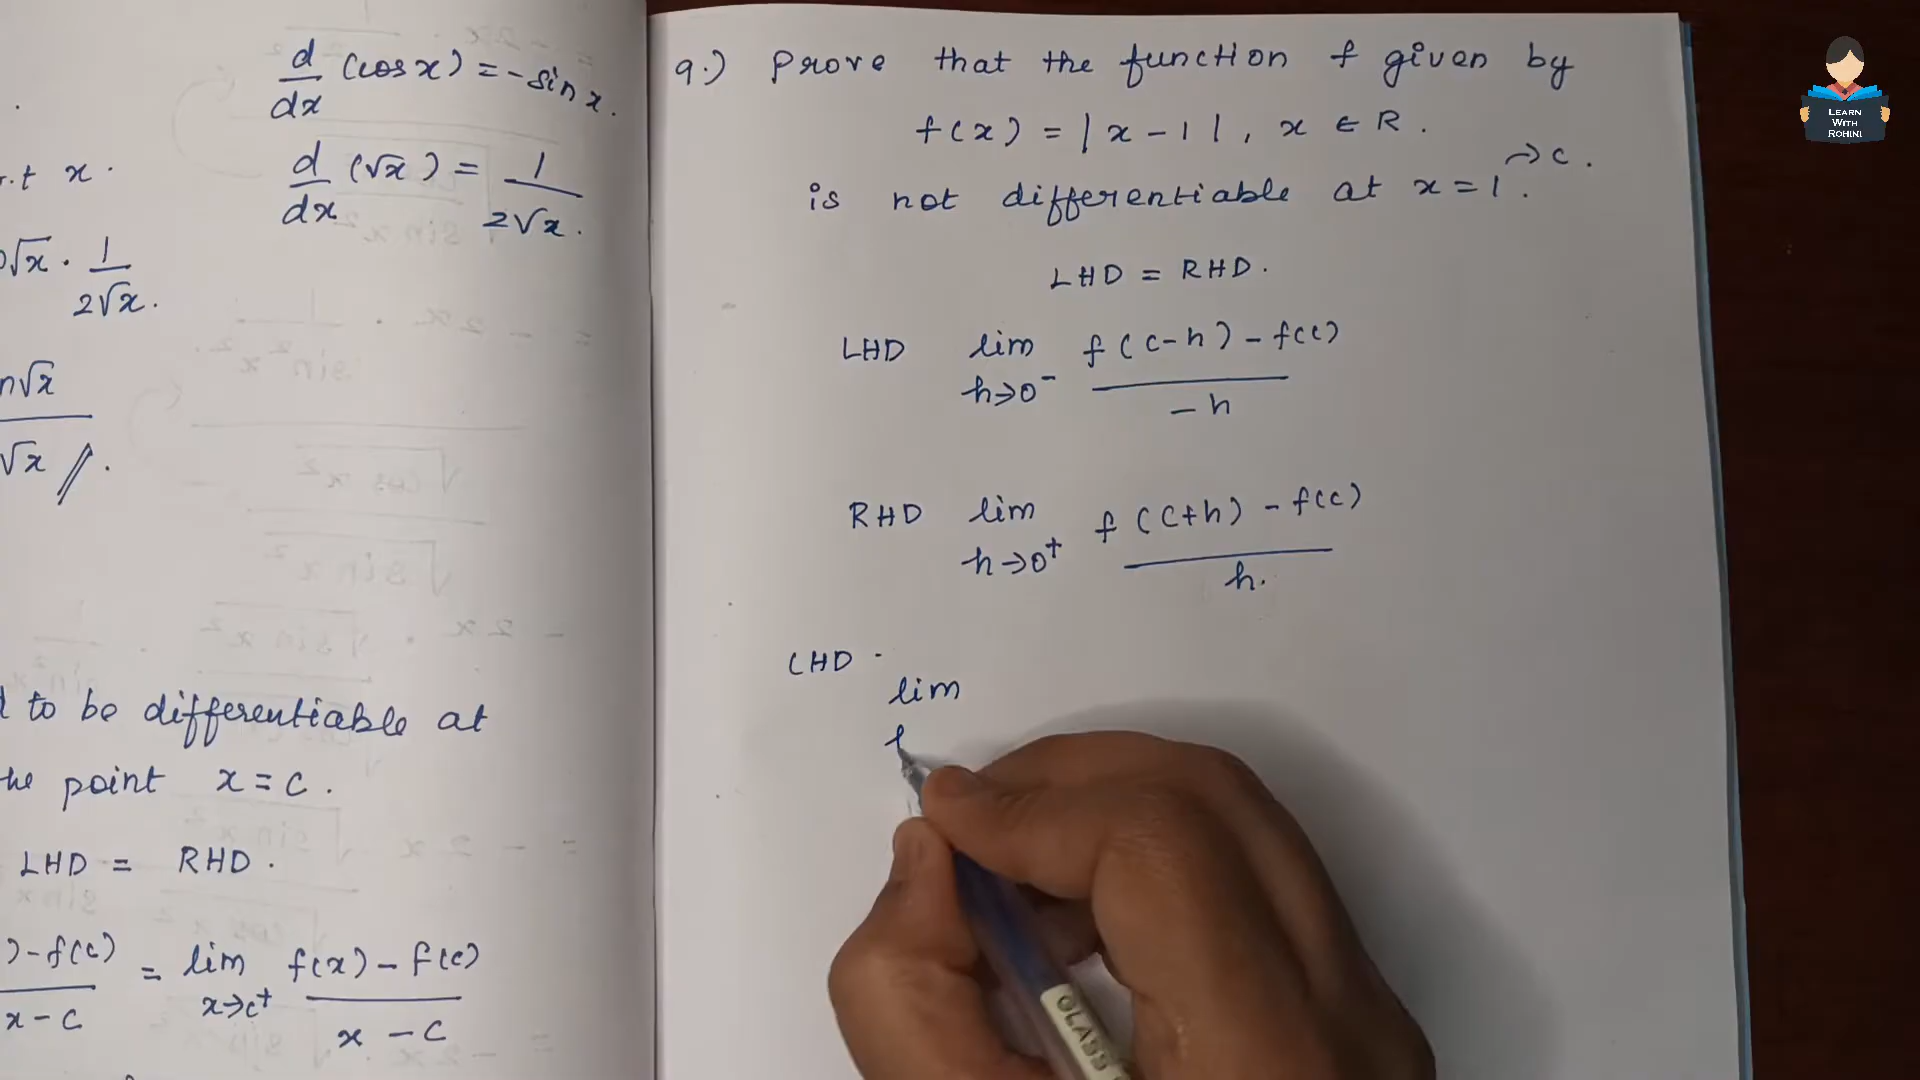 d/dx (cos x) = - sin x.
d/dx (√x) = 1/2√x.
.t x.
√x . 1/2√x.
√x
√x //.
to be differentiable at
the point x = c.
LHD = RHD.
) - f(c) / x - c = lim x→c+ f(x) - f(c) / x - c
9.) Prove that the function f given by
f(x) = |x - 1|, x ∈ R.
is not differentiable at x = 1. → c.
LHD = RHD.
LHD lim h→0- f(c-h) - f(c) / -h
RHD lim h→0+ f(c+h) - f(c) / h.
LHD .
lim
LEARN
WITH
ROHINI
GLASS